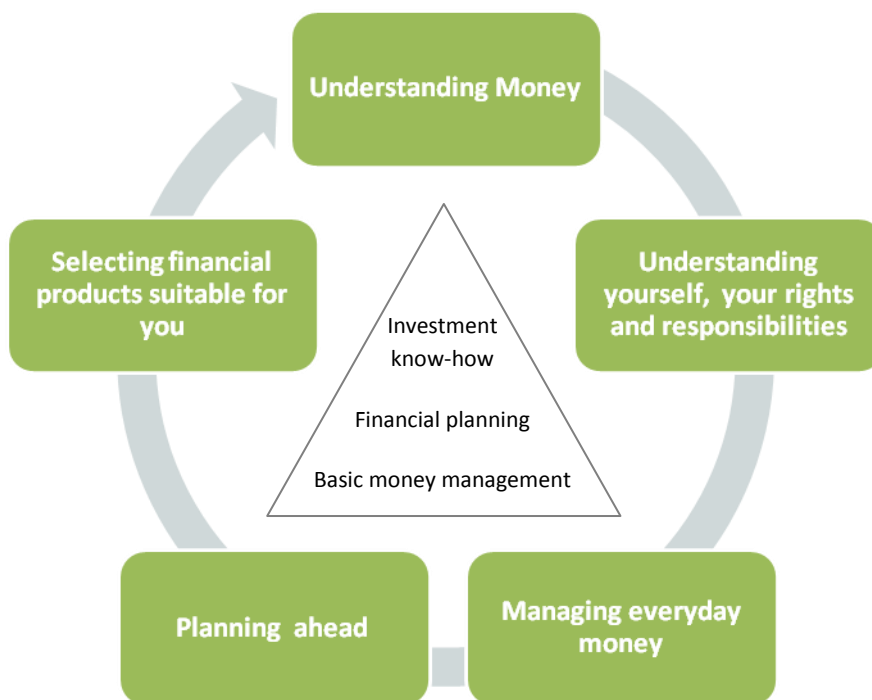 Understanding Money
Understanding
yourself, your rights
and responsibilities
Managing everyday
money
Planning ahead
Selecting financial
products suitable for
you
Investment
know-how
Financial planning
Basic money management